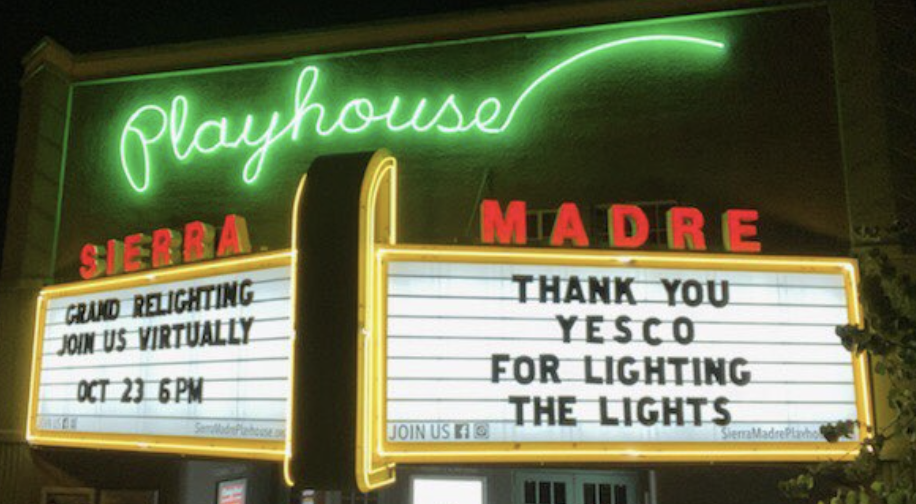 Playhouse
SIERRA
MADRE
GRAND RELIGHTING
JOIN US VIRTUALLY
OCT 23 6PM
SierraMadrePlayhouse.org
THANK YOU
YESCO
FOR LIGHTING
THE LIGHTS
JOIN US
SierraMadrePlayho